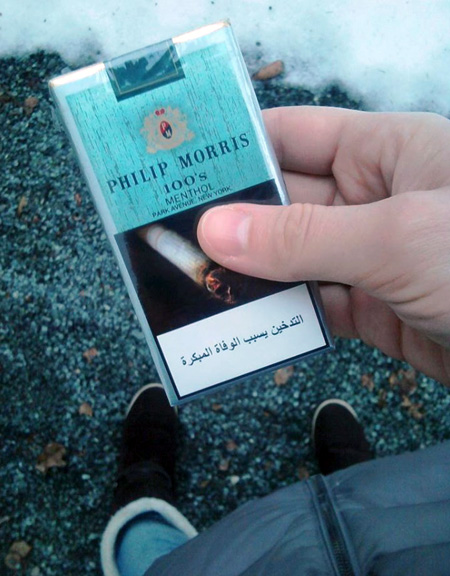 PHILIP MORRIS
100's
MENTHOL
PARK AVENUE, NEW YORK
التدخين يسبب الوفاة المبكرة